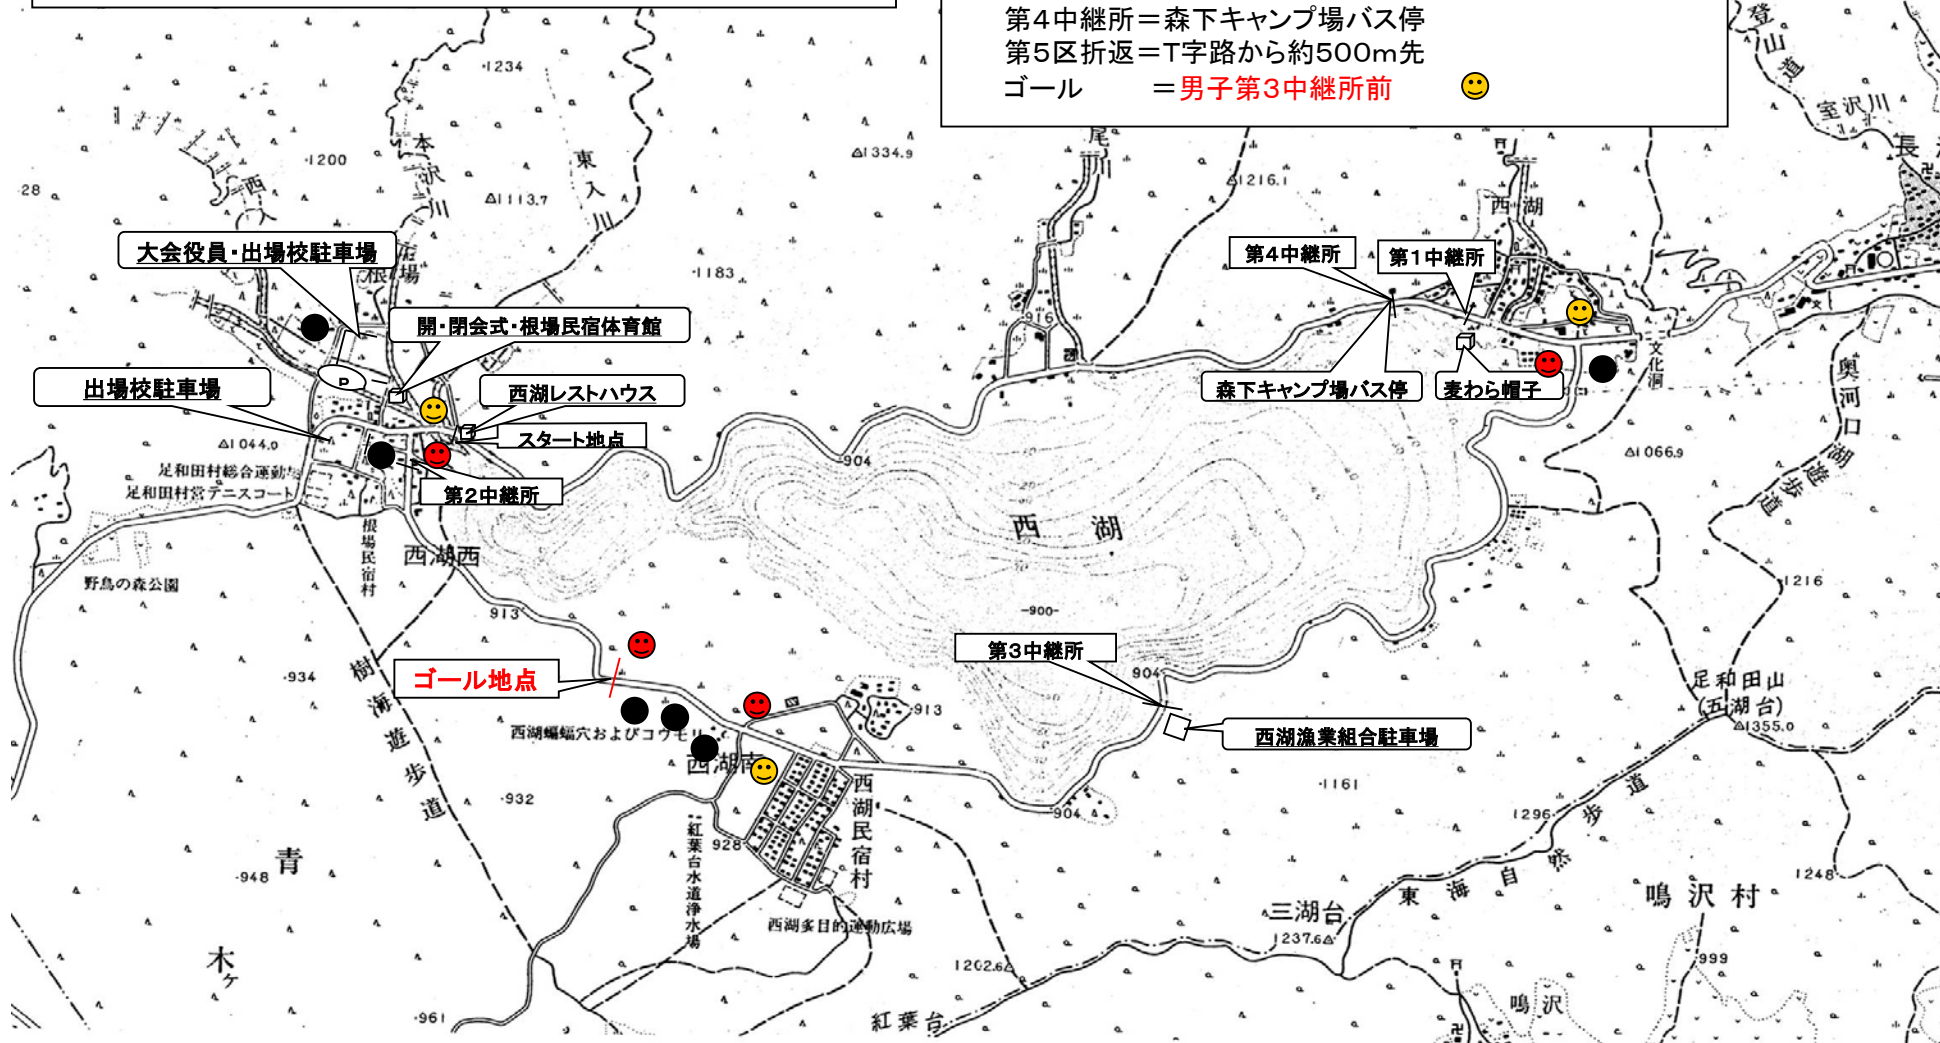 第4中継所＝森下キャンプ場バス停
第5区折返＝T字路から約500m先
ゴール　　＝男子第3中継所前
登山道
室沢川
・1234
・1200
本沢川
東入川
△1113.7
△1334.9
尾川
△1216.1
西湖
・1183
28
西
大会役員・出場校駐車場
根場
開・閉会式・根場民宿体育館
P
出場校駐車場
西湖レストハウス
スタート地点
第2中継所
△1044.0
足和田村総合運動
足和田村営テニスコート
根場民宿村
西湖西
野鳥の森公園
916
904
第4中継所
第1中継所
森下キャンプ場バス停
麦わら帽子
文化洞
奥河口湖遊歩道
△1066.9
西湖
-900-
・1216
913
・934
樹海遊歩道
ゴール地点
西湖蝙蝠穴およびコウモリ
西湖南
・913
第3中継所
904
西湖漁業組合駐車場
足和田山
(五湖台)
△1355.0
・932
・1161
904
1296
928
西湖民宿村
紅葉台水道浄水場
西湖多目的運動広場
青木ヶ
・948
・961
東海自然歩道
三湖台
1237.6△
1202.6△
紅葉台
鳴沢村
1248
・999
鳴沢